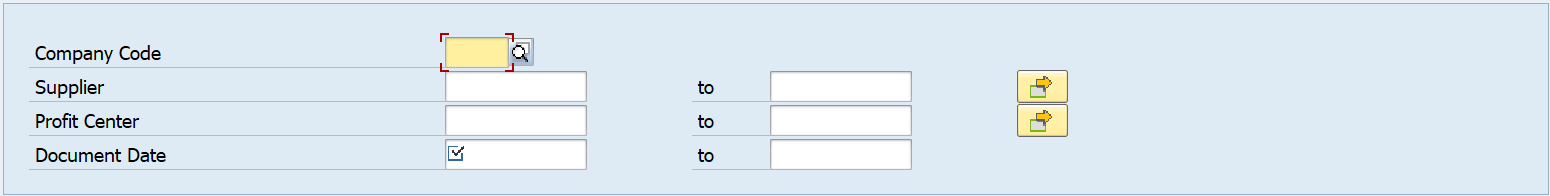 Company Code
Supplier to
Profit Center to
Document Date to